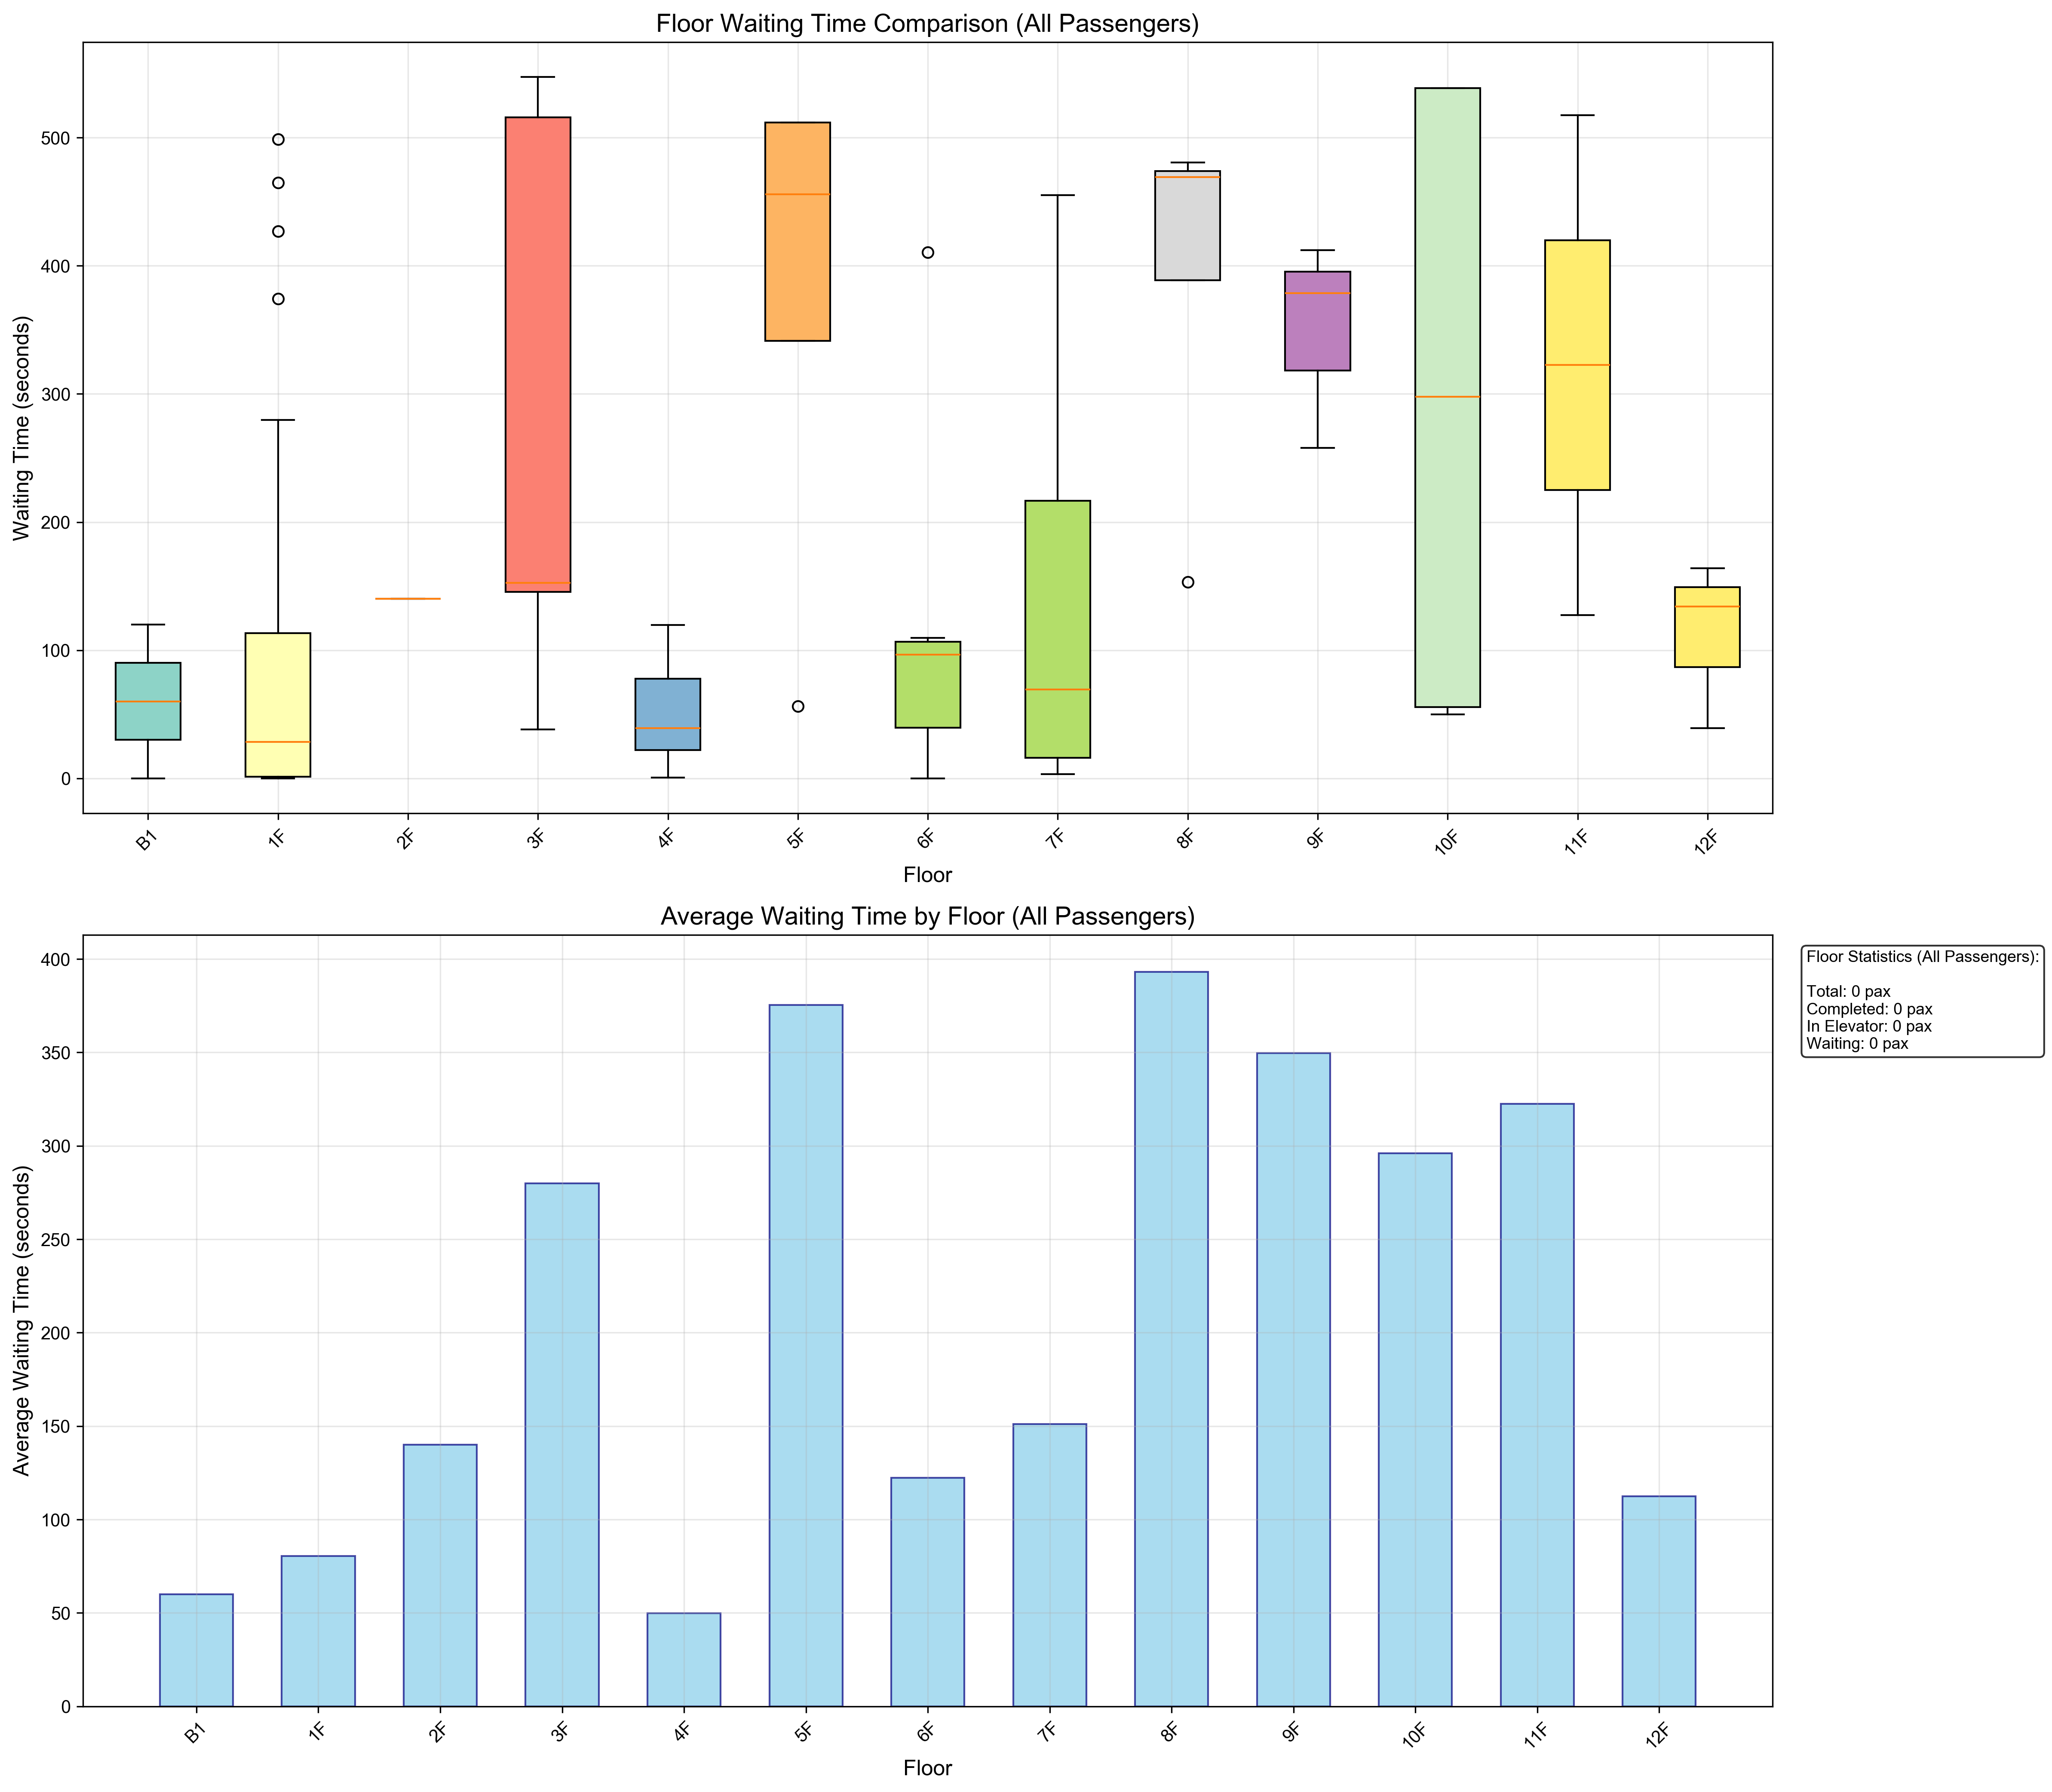 Floor Waiting Time Comparison (All Passengers)
Waiting Time (seconds)
500
400
300
200
100
0
B1
1F
2F
3F
4F
5F
6F
7F
8F
9F
10F
11F
12F
Floor
Average Waiting Time by Floor (All Passengers)
Average Waiting Time (seconds)
400
350
300
250
200
150
100
50
0
B1
1F
2F
3F
4F
5F
6F
7F
8F
9F
10F
11F
12F
Floor
Floor Statistics (All Passengers):
Total: 0 pax
Completed: 0 pax
In Elevator: 0 pax
Waiting: 0 pax